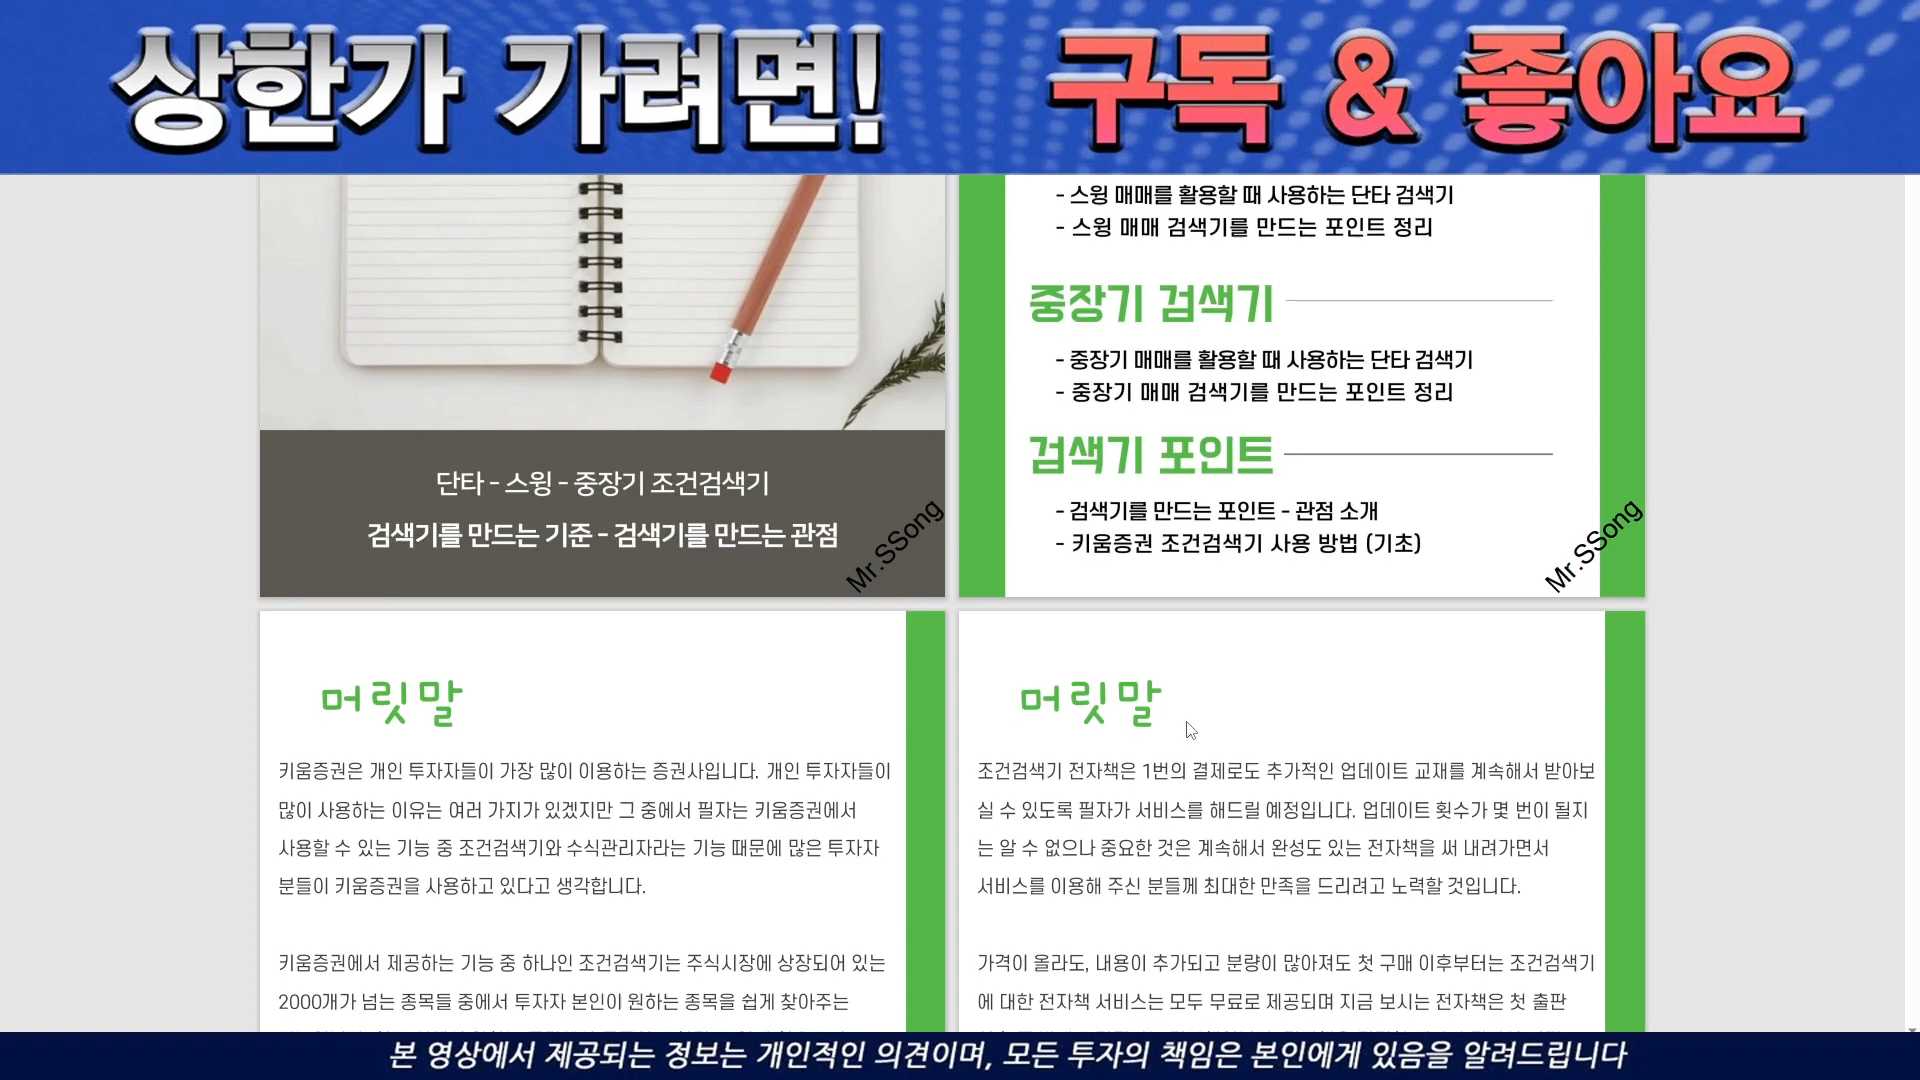 상한가 가려면! 구독 & 좋아요
단타 - 스윙 - 중장기 조건검색기
검색기를 만드는 기준 - 검색기를 만드는 관점
Mr.SSong
- 스윙 매매를 활용할 때 사용하는 단타 검색기
- 스윙 매매 검색기를 만드는 포인트 정리
중장기 검색기
- 중장기 매매를 활용할 때 사용하는 단타 검색기
- 중장기 매매 검색기를 만드는 포인트 정리
검색기 포인트
- 검색기를 만드는 포인트 - 관점 소개
- 키움증권 조건검색기 사용 방법 (기초)
Mr.SSong
머릿말
키움증권은 개인 투자자들이 가장 많이 이용하는 증권사입니다. 개인 투자자들이
많이 사용하는 이유는 여러 가지가 있겠지만 그 중에서 필자는 키움증권에서
사용할 수 있는 기능 중 조건검색기와 수식관리자라는 기능 때문에 많은 투자자
분들이 키움증권을 사용하고 있다고 생각합니다.
키움증권에서 제공하는 기능 중 하나인 조건검색기는 주식시장에 상장되어 있는
2000개가 넘는 종목들 중에서 투자자 본인이 원하는 종목을 쉽게 찾아주는
머릿말
조건검색기 전자책은 1번의 결제로도 추가적인 업데이트 교재를 계속해서 받아보
실 수 있도록 필자가 서비스를 해드릴 예정입니다. 업데이트 횟수가 몇 번이 될지
는 알 수 없으나 중요한 것은 계속해서 완성도 있는 전자책을 써 내려가면서
서비스를 이용해 주신 분들께 최대한 만족을 드리려고 노력할 것입니다.
가격이 올라도, 내용이 추가되고 분량이 많아져도 첫 구매 이후부터는 조건검색기
에 대한 전자책 서비스는 모두 무료로 제공되며 지금 보시는 전자책은 첫 출판
본 영상에서 제공되는 정보는 개인적인 의견이며, 모든 투자의 책임은 본인에게 있음을 알려드립니다